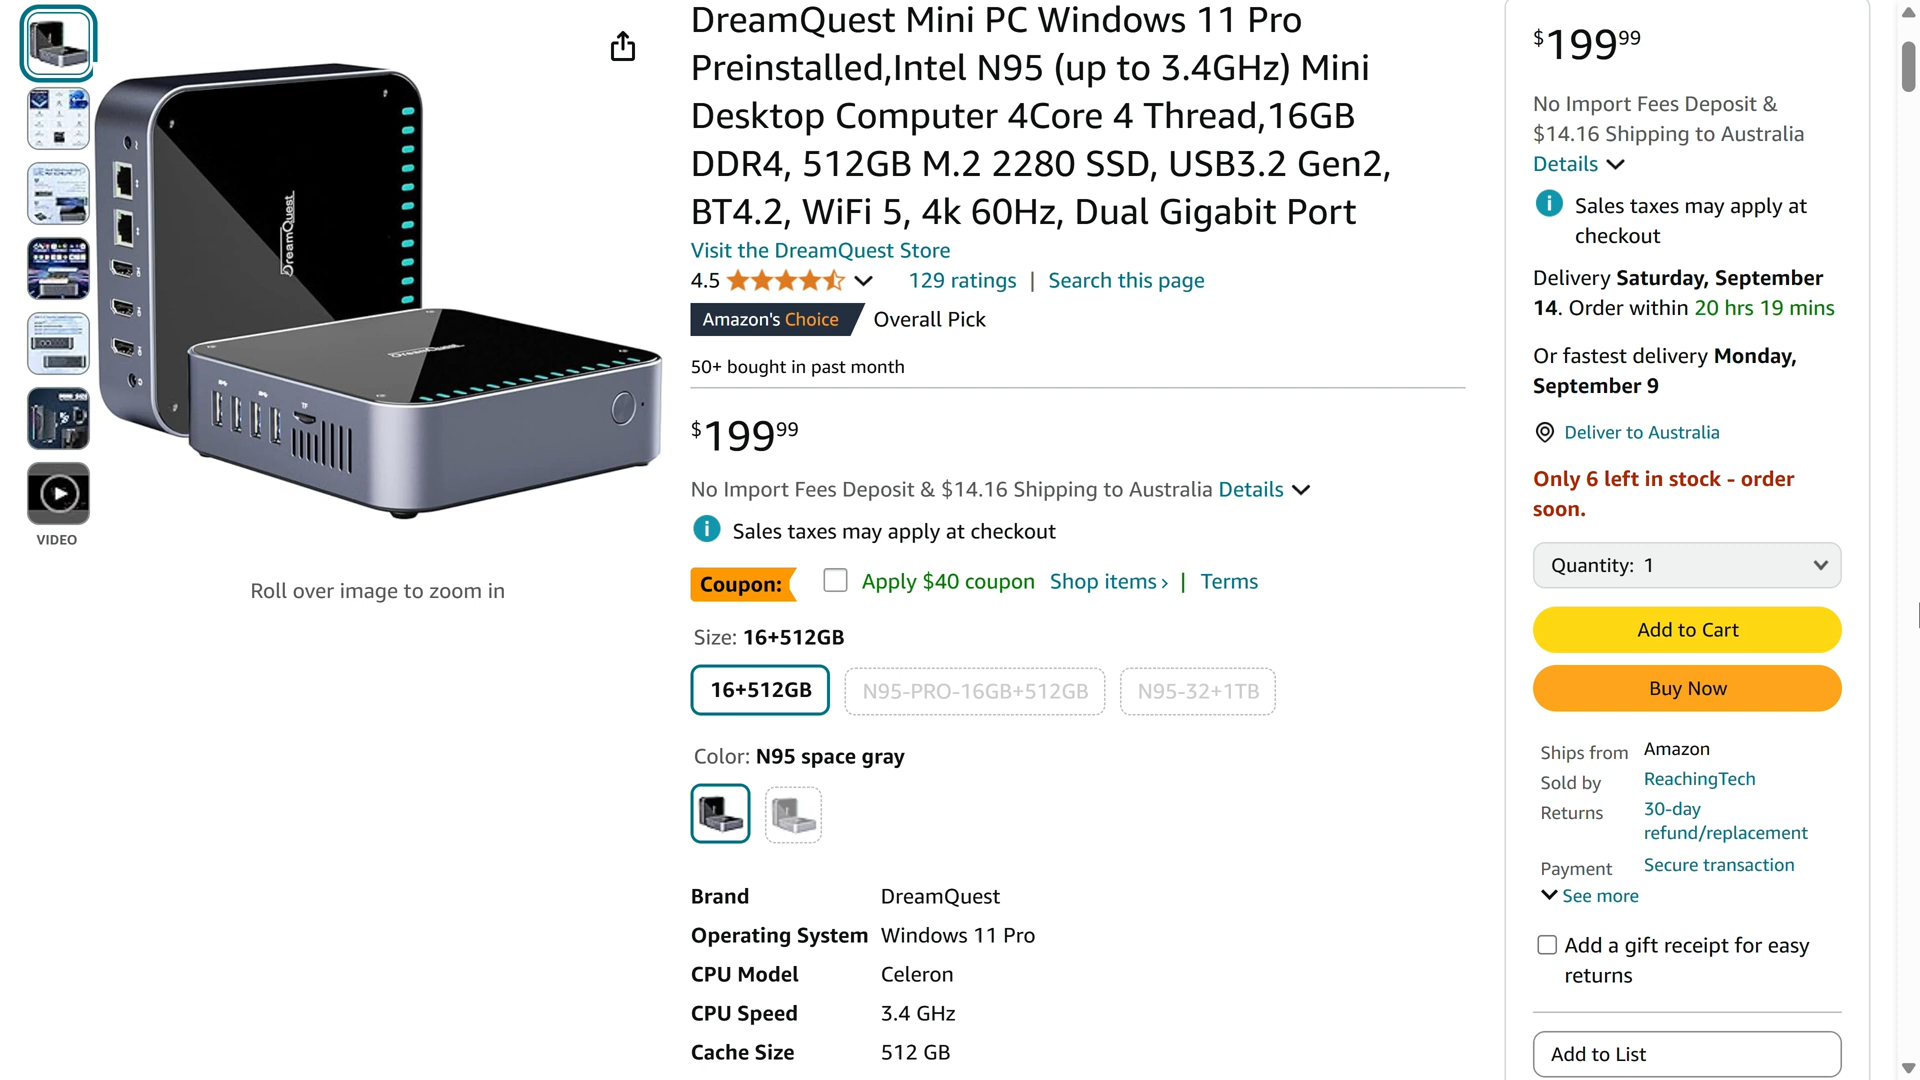 VIDEO
Roll over image to zoom in
DreamQuest
DreamQuest
TF
DreamQuest Mini PC Windows 11 Pro
Preinstalled,Intel N95 (up to 3.4GHz) Mini
Desktop Computer 4Core 4 Thread,16GB
DDR4, 512GB M.2 2280 SSD, USB3.2 Gen2,
BT4.2, WiFi 5, 4k 60Hz, Dual Gigabit Port
Visit the DreamQuest Store
4.5 129 ratings | Search this page
Amazon's Choice Overall Pick
50+ bought in past month
$199 99
No Import Fees Deposit & $14.16 Shipping to Australia Details
Sales taxes may apply at checkout
Coupon: Apply $40 coupon Shop items › | Terms
Size: 16+512GB
16+512GB N95-PRO-16GB+512GB N95-32+1TB
Color: N95 space gray
Brand DreamQuest
Operating System Windows 11 Pro
CPU Model Celeron
CPU Speed 3.4 GHz
Cache Size 512 GB
$199 99
No Import Fees Deposit &
$14.16 Shipping to Australia
Details
Sales taxes may apply at
checkout
Delivery Saturday, September
14. Order within 20 hrs 19 mins
Or fastest delivery Monday,
September 9
Deliver to Australia
Only 6 left in stock - order
soon.
Quantity: 1
Add to Cart
Buy Now
Ships from Amazon
Sold by ReachingTech
Returns 30-day
refund/replacement
Payment Secure transaction
See more
Add a gift receipt for easy
returns
Add to List